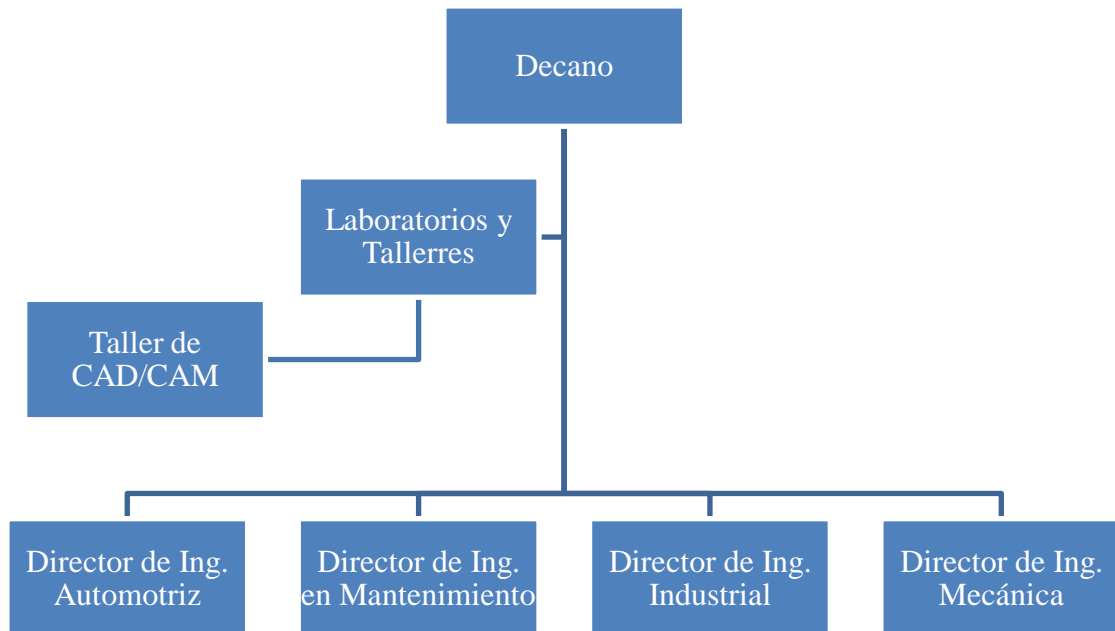 Decano
Laboratorios y
Tallerres
Taller de
CAD/CAM
Director de Ing.
Automotriz
Director de Ing.
en Mantenimiento
Director de Ing.
Industrial
Director de Ing.
Mecánica